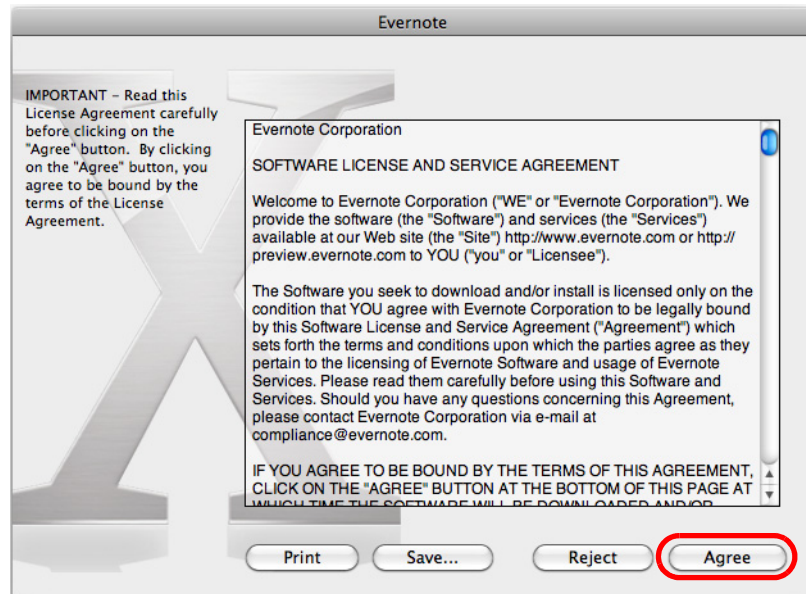 Evernote
IMPORTANT – Read this
License Agreement carefully
before clicking on the
"Agree" button.  By clicking
on the "Agree" button, you
agree to be bound by the
terms of the License
Agreement.
Evernote Corporation
SOFTWARE LICENSE AND SERVICE AGREEMENT
Welcome to Evernote Corporation ("WE" or "Evernote Corporation"). We
provide the software (the "Software") and services (the "Services")
available at our Web site (the "Site") http://www.evernote.com or http://
preview.evernote.com to YOU ("you" or "Licensee").
The Software you seek to download and/or install is licensed only on the
condition that YOU agree with Evernote Corporation to be legally bound
by this Software License and Service Agreement ("Agreement") which
sets forth the terms and conditions upon which the parties agree as they
pertain to the licensing of Evernote Software and usage of Evernote
Services. Please read them carefully before using this Software and
Services. Should you have any questions concerning this Agreement,
please contact Evernote Corporation via e-mail at
compliance@evernote.com.
IF YOU AGREE TO BE BOUND BY THE TERMS OF THIS AGREEMENT,
CLICK ON THE "AGREE" BUTTON AT THE BOTTOM OF THIS PAGE AT
WHICH TIME THE SOFTWARE WILL BE DOWNLOADED AND/OR
Print
Save...
Reject
Agree